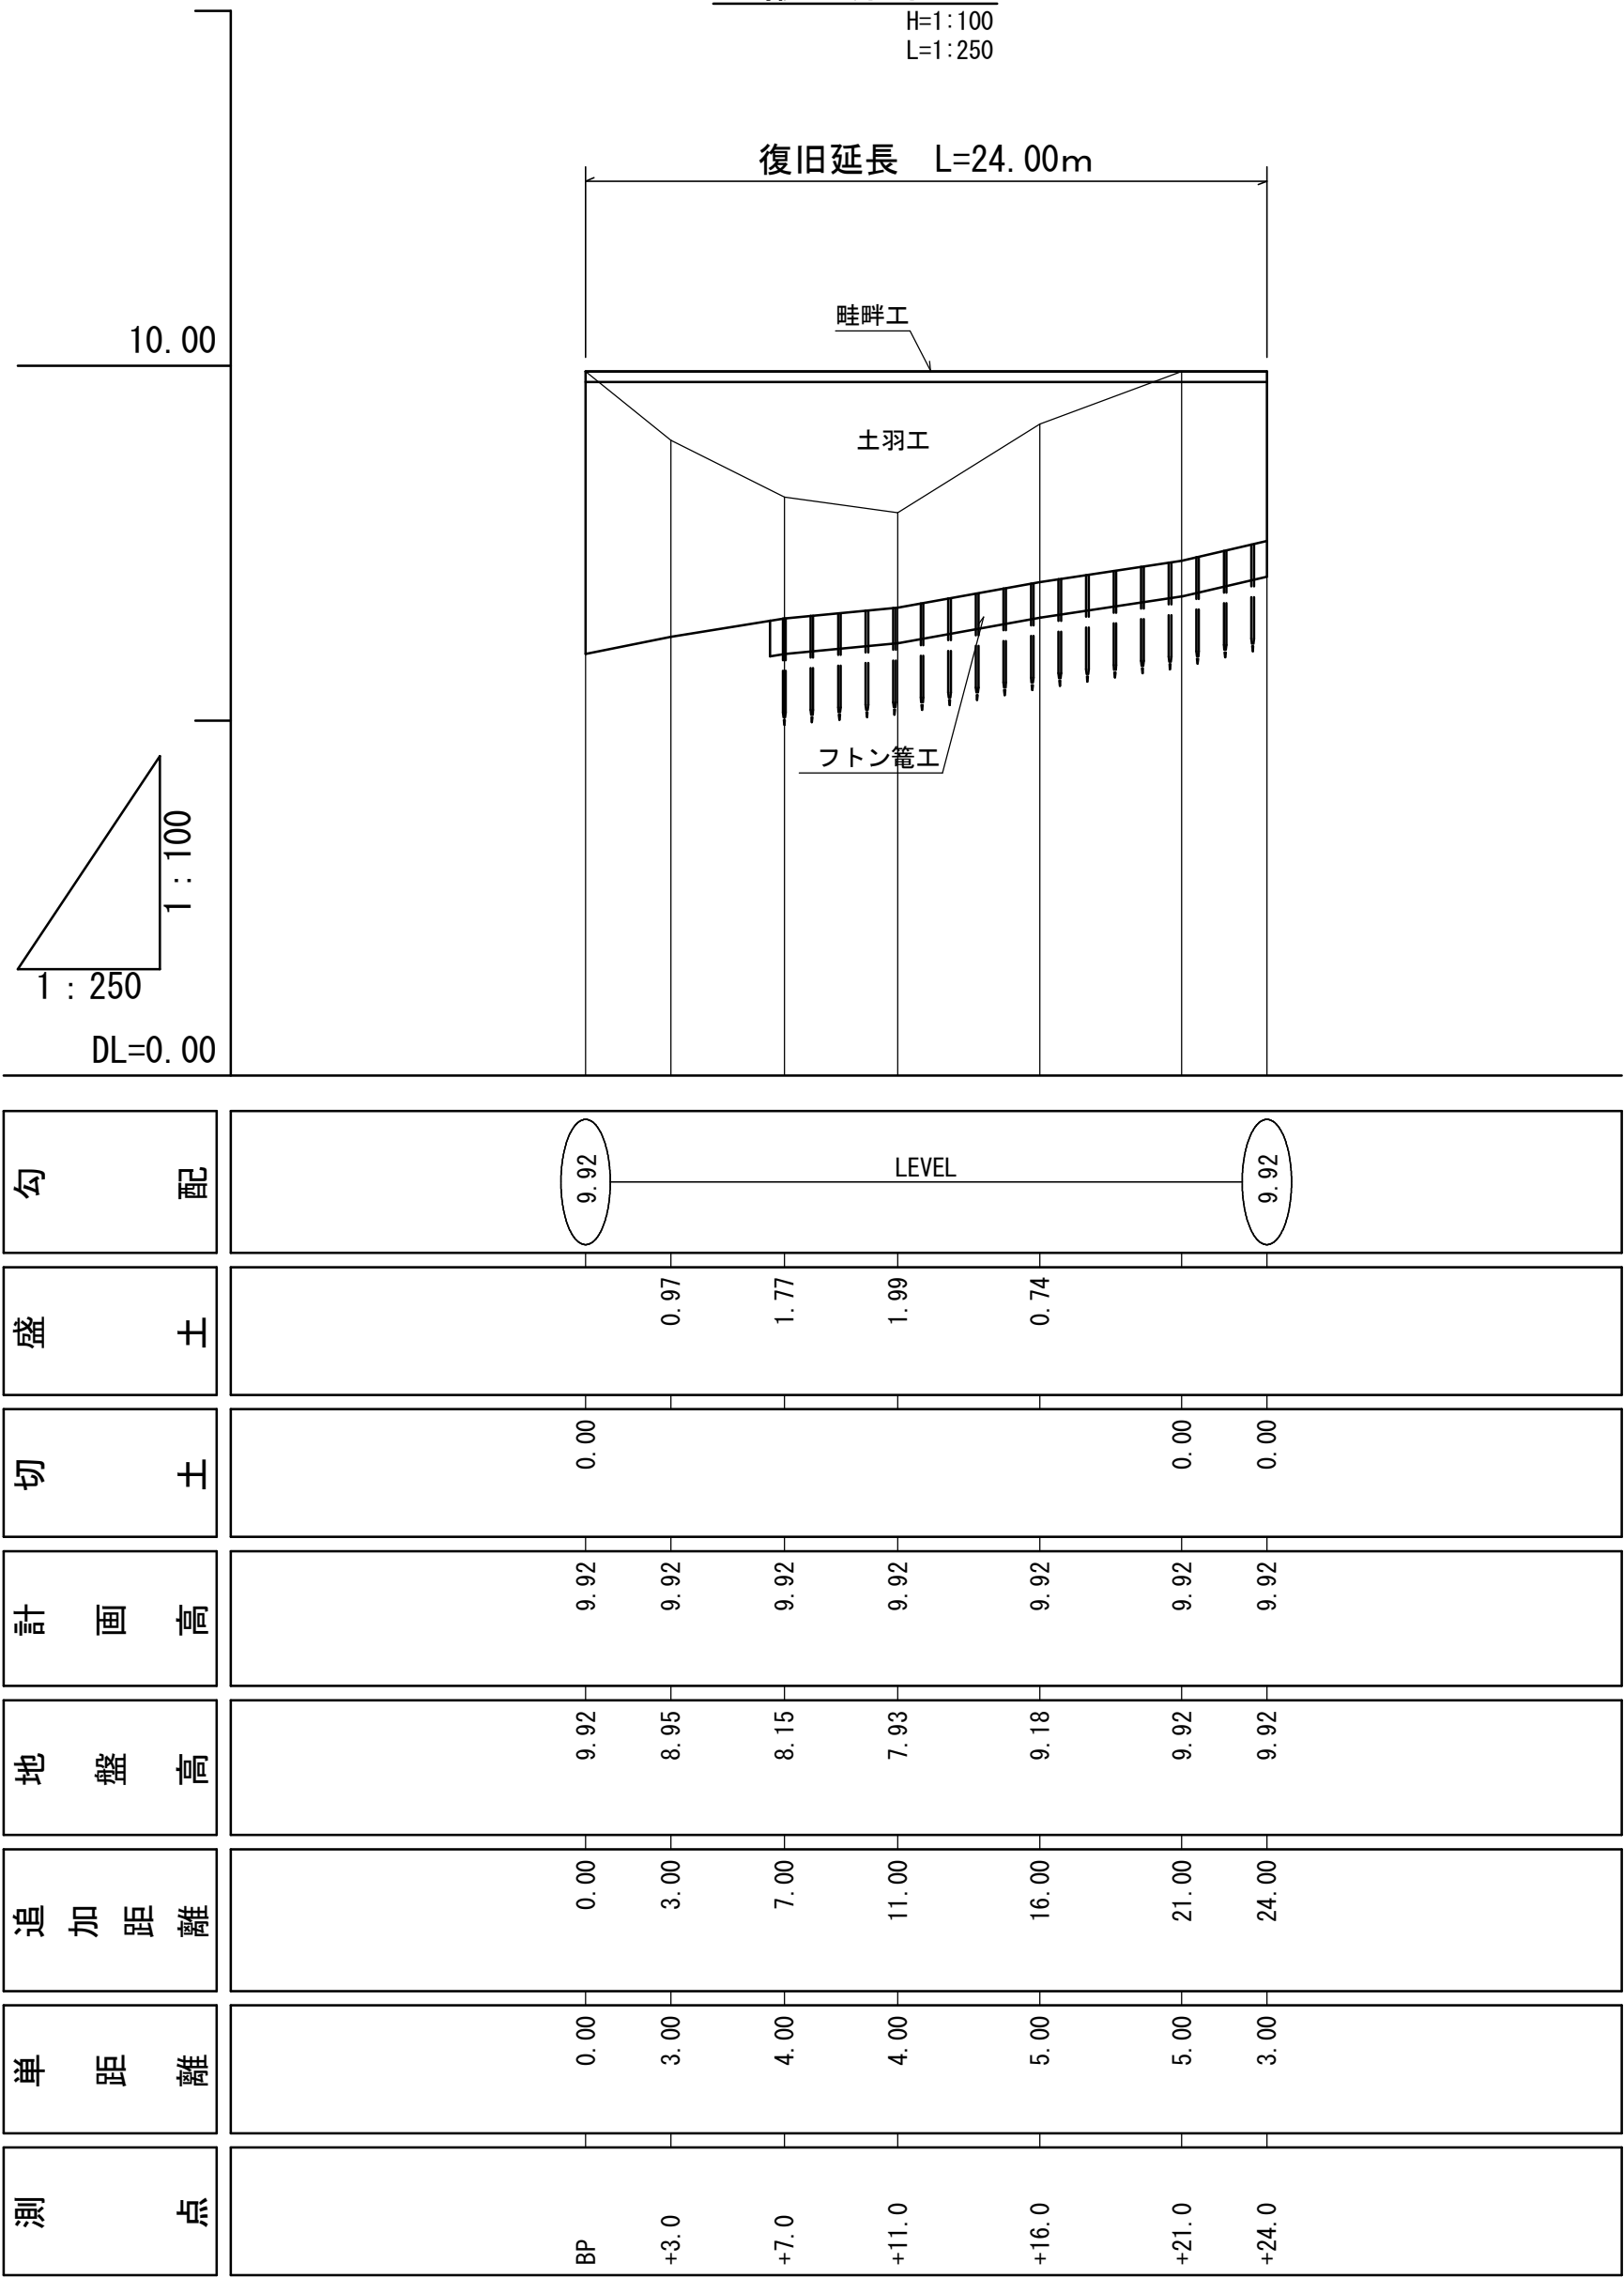 H=1:100
L=1:250
復旧延長　L=24.00m
10.00
畦畔工
土羽工
フトン篭工
1 : 100
1 : 250
DL=0.00
勾配 9.92 LEVEL 9.92
盛土 0.97 1.77 1.99 0.74
切土 0.00 0.00 0.00
計画高 9.92 9.92 9.92 9.92 9.92 9.92 9.92
地盤高 9.92 8.95 8.15 7.93 9.18 9.92 9.92
追加距離 0.00 3.00 7.00 11.00 16.00 21.00 24.00
単距離 0.00 3.00 4.00 4.00 5.00 5.00 3.00
測点 BP +3.0 +7.0 +11.0 +16.0 +21.0 +24.0